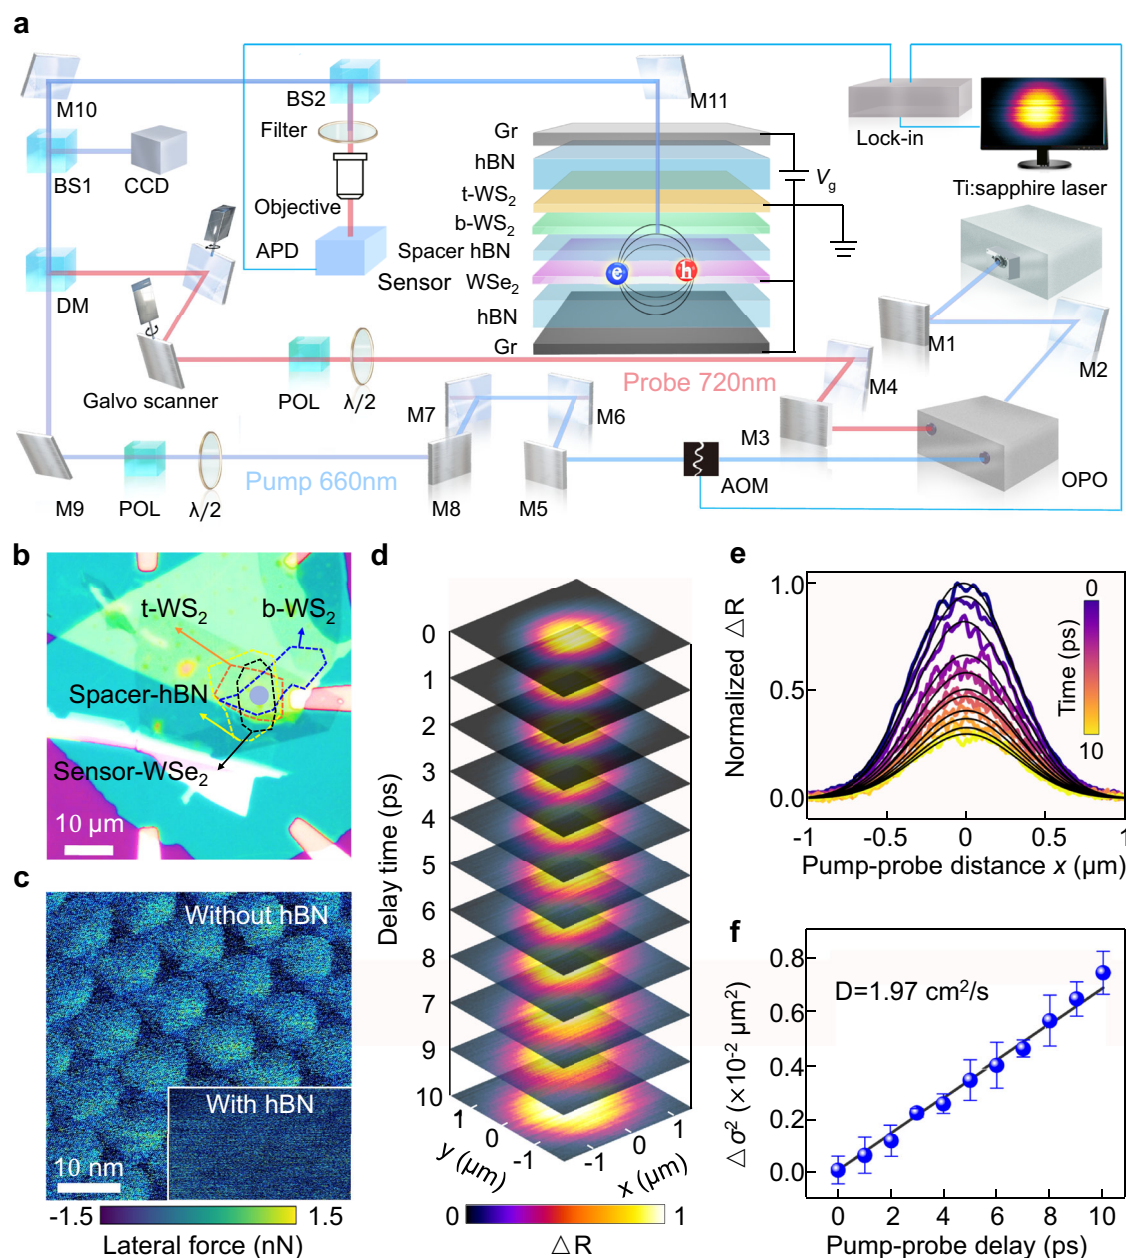 a
M10
BS2
M11
Filter
Gr
hBN
t-WS2
b-WS2
Spacer hBN
Sensor WSe2
hBN
Gr
Vg
e
h
Lock-in
Ti:sapphire laser
BS1
CCD
Objective
APD
DM
Galvo scanner
POL
λ/2
Probe 720nm
M1
M2
M3
M4
M7
M6
M9
POL
λ/2
Pump 660nm
M8
M5
AOM
OPO
b
t-WS2
b-WS2
Spacer-hBN
Sensor-WSe2
10 μm
c
Without hBN
With hBN
10 nm
-1.5
1.5
Lateral force (nN)
d
Delay time (ps)
0
1
2
3
4
5
6
8
7
9
10
1
0
-1
y (μm)
-1
0
1
x (μm)
0
1
△R
e
Normalized △R
1.0
0.5
0.0
-1
-0.5
0
0.5
1
Pump-probe distance x (μm)
Time (ps)
0
10
f
△σ² (×10⁻² μm²)
0.8
0.6
0.4
0.2
0.0
D=1.97 cm²/s
0
2
4
6
8
10
Pump-probe delay (ps)